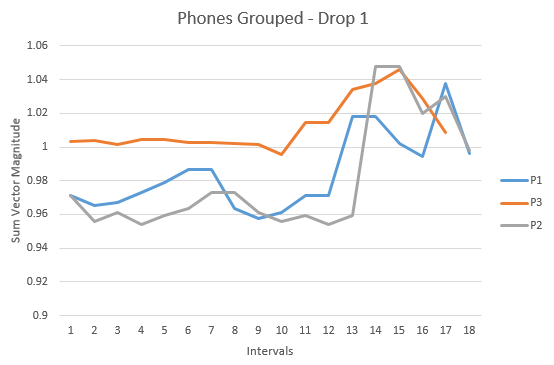 Phones Grouped - Drop 1
Sum Vector Magnitude
1.06
1.04
1.02
1
0.98
0.96
0.94
0.92
0.9
1 2 3 4 5 6 7 8 9 10 11 12 13 14 15 16 17 18
Intervals
P1
P3
P2